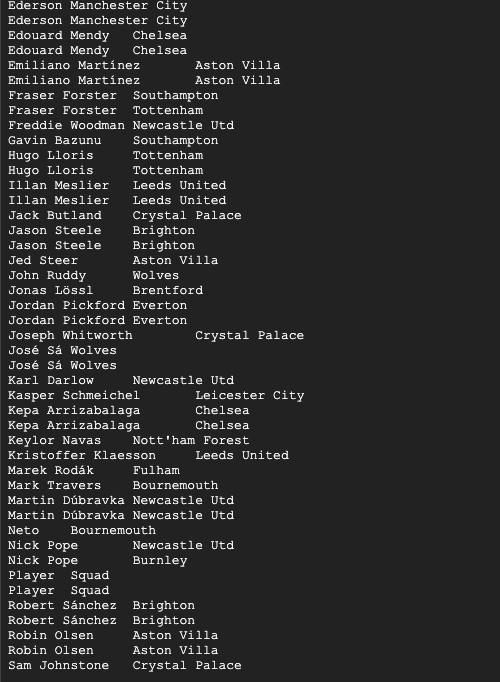 Ederson Manchester City
Ederson Manchester City
Edouard Mendy Chelsea
Edouard Mendy Chelsea
Emiliano Martínez Aston Villa
Emiliano Martínez Aston Villa
Fraser Forster Southampton
Fraser Forster Tottenham
Freddie Woodman Newcastle Utd
Gavin Bazunu Southampton
Hugo Lloris Tottenham
Hugo Lloris Tottenham
Illan Meslier Leeds United
Illan Meslier Leeds United
Jack Butland Crystal Palace
Jason Steele Brighton
Jason Steele Brighton
Jed Steer Aston Villa
John Ruddy Wolves
Jonas Lössl Brentford
Jordan Pickford Everton
Jordan Pickford Everton
Joseph Whitworth Crystal Palace
José Sá Wolves
José Sá Wolves
Karl Darlow Newcastle Utd
Kasper Schmeichel Leicester City
Kepa Arrizabalaga Chelsea
Kepa Arrizabalaga Chelsea
Keylor Navas Nott'ham Forest
Kristoffer Klaesson Leeds United
Marek Rodák Fulham
Mark Travers Bournemouth
Martin Dúbravka Newcastle Utd
Martin Dúbravka Newcastle Utd
Neto Bournemouth
Nick Pope Newcastle Utd
Nick Pope Burnley
Player Squad
Player Squad
Robert Sánchez Brighton
Robert Sánchez Brighton
Robin Olsen Aston Villa
Robin Olsen Aston Villa
Sam Johnstone Crystal Palace